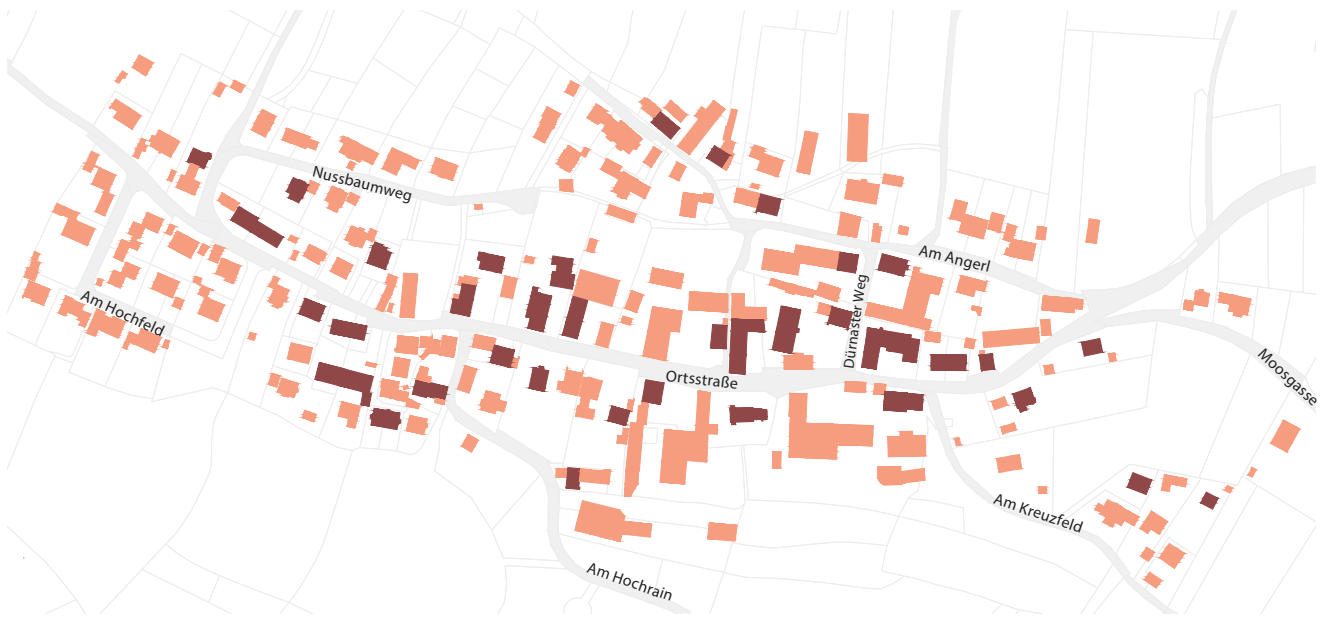 Nussbaumweg
Am Angerl
Am Hochfeld
Dürnaster Weg
Moosgasse
Ortsstraße
Am Kreuzfeld
Am Hochrain